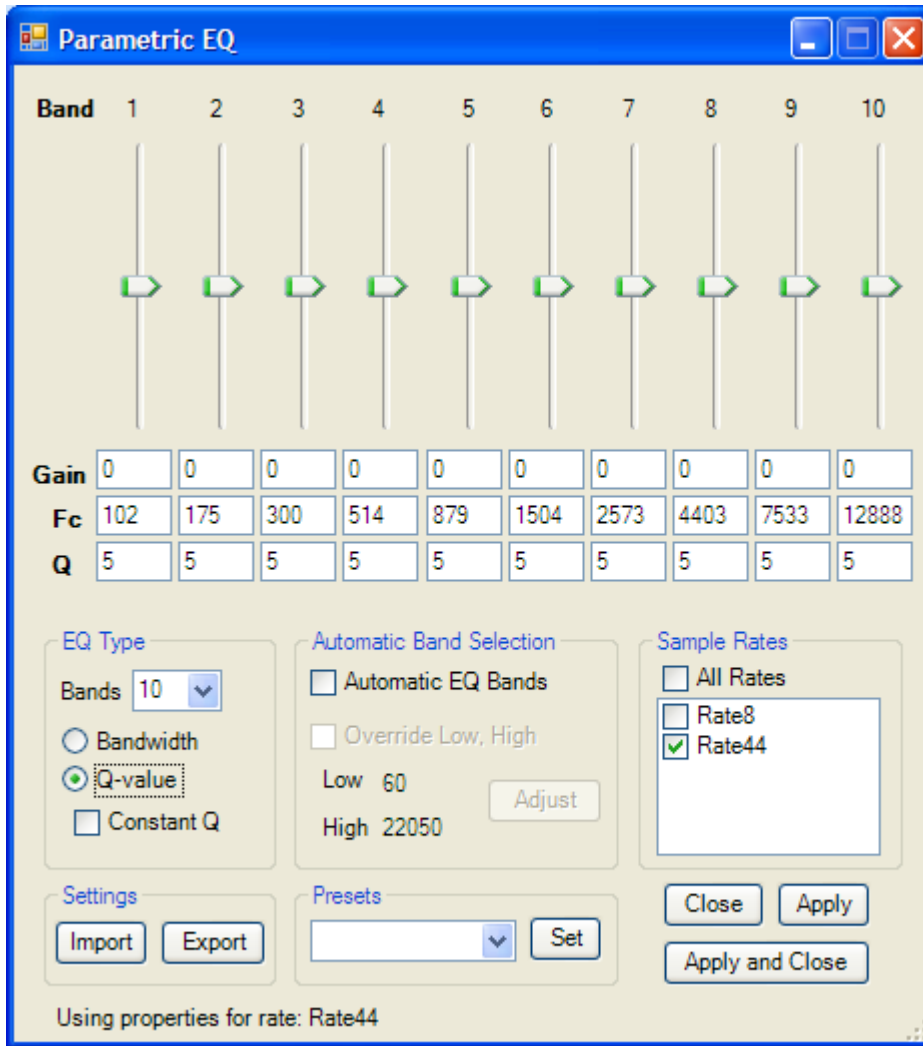 Parametric EQ
Band 1 2 3 4 5 6 7 8 9 10
Gain 0 0 0 0 0 0 0 0 0 0
Fc 102 175 300 514 879 1504 2573 4403 7533 12888
Q 5 5 5 5 5 5 5 5 5 5
EQ Type
Bands 10
Bandwidth
Q-value
Constant Q
Automatic Band Selection
Automatic EQ Bands
Override Low, High
Low 60
High 22050
Adjust
Sample Rates
All Rates
Rate8
Rate44
Settings
Import Export
Presets
Set
Close Apply
Apply and Close
Using properties for rate: Rate44